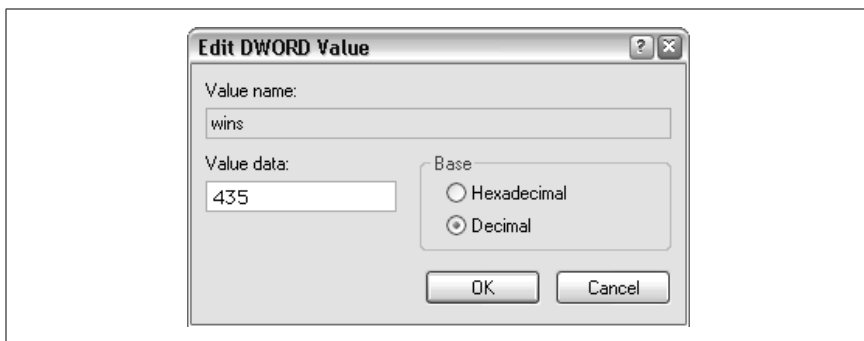 Edit DWORD Value
Value name:
wins
Value data:
435
Base
Hexadecimal
Decimal
OK
Cancel